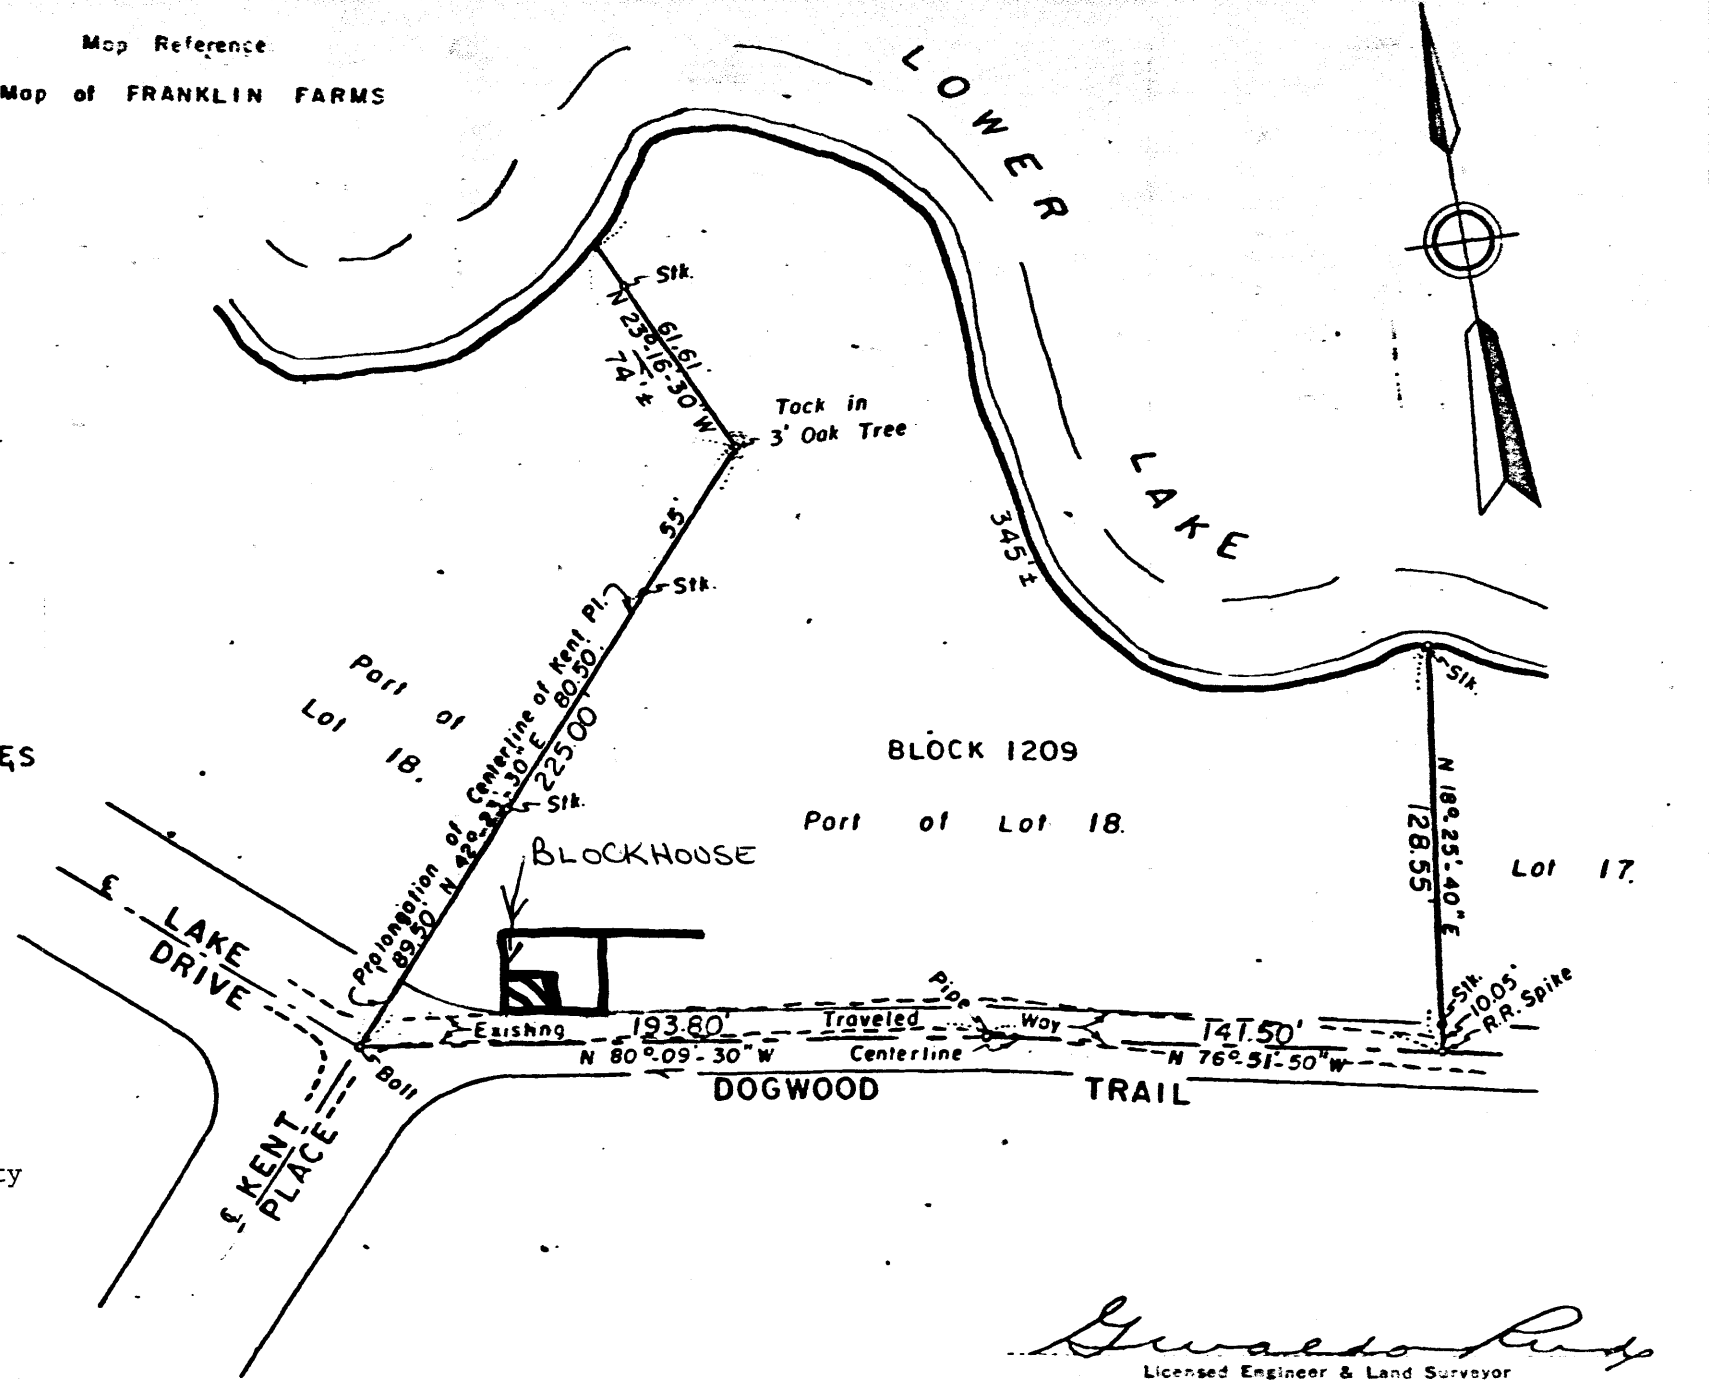 Map Reference
Map of FRANKLIN FARMS
LOWER
LAKE
Stk.
61.61'
N 23°-16'-30" W
74' ±
Tack in
3' Oak Tree
55'
345' ±
Stk.
Prolongation of Centerline of Kent Pl.
80.50'
N 42°-23'-30" E
225.00'
Stk.
89.50'
Part of
Lot 18.
ES
BLOCK 1209
Part of Lot 18.
Stk.
N 18°-25'-40" E
128.55'
Lot 17.
BLOCKHOUSE
LAKE
DRIVE
Pipe
Stk.
10.05'
R.R. Spike
Existing
193.80'
Traveled
Way
141.50'
N 80°-09'-30" W
Centerline
N 76°-51'-50" W
Bolt
DOGWOOD TRAIL
KENT
PLACE
ty
Licensed Engineer & Land Surveyor